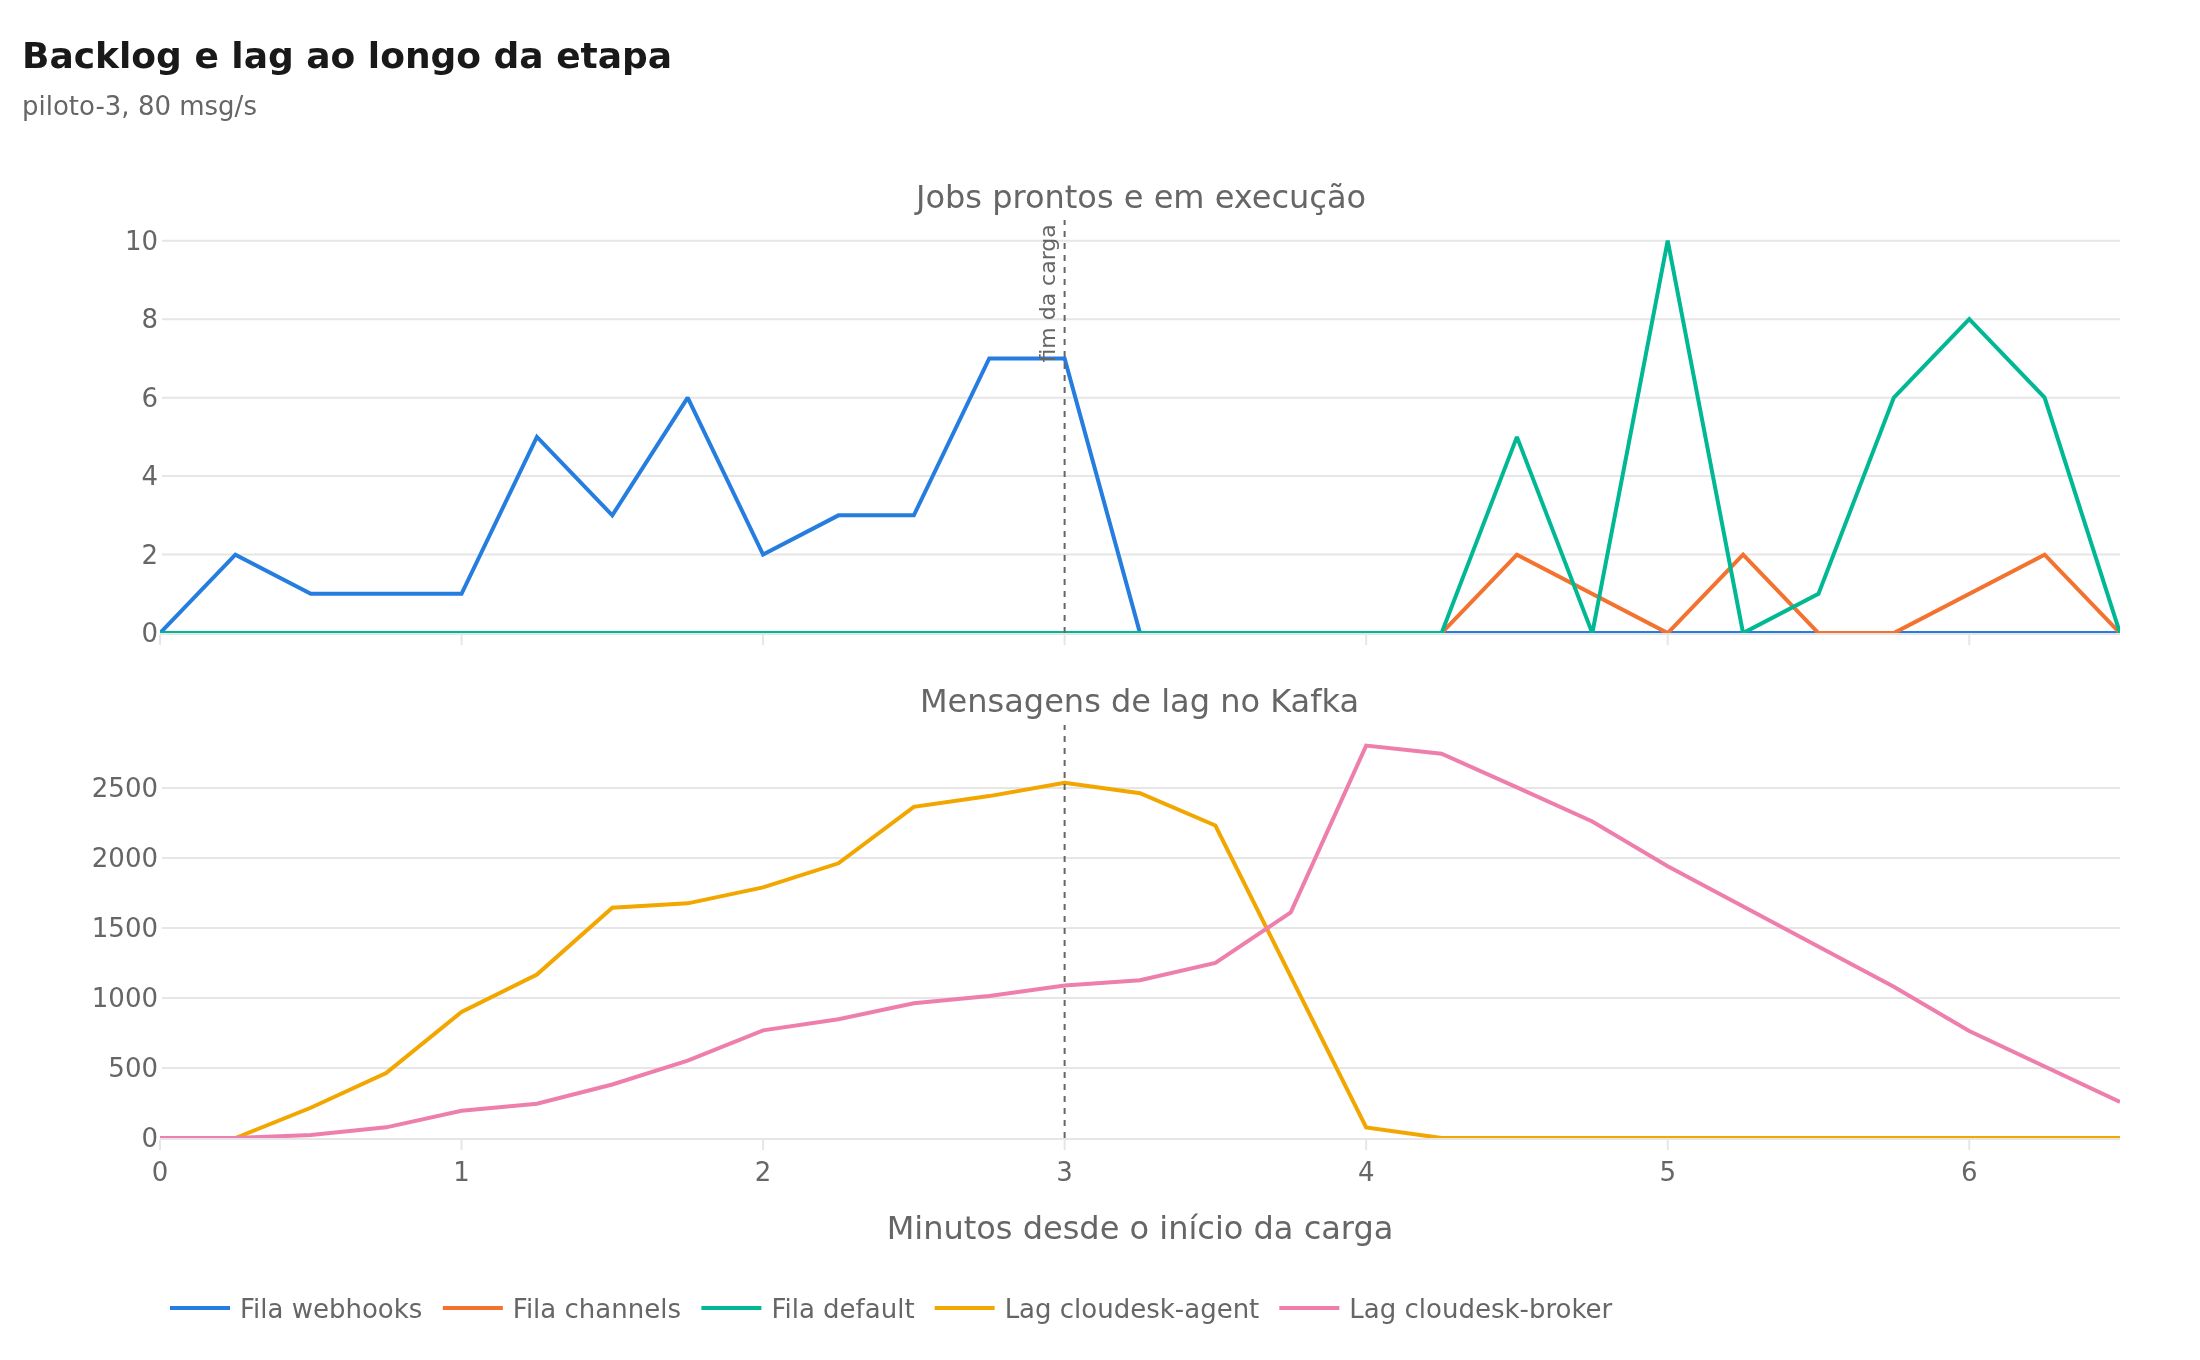 Backlog e lag ao longo da etapa
piloto-3, 80 msg/s
Jobs prontos e em execução
fim da carga
10
8
6
4
2
0
Mensagens de lag no Kafka
2500
2000
1500
1000
500
0
0 1 2 3 4 5 6
Minutos desde o início da carga
Fila webhooks Fila channels Fila default Lag cloudesk-agent Lag cloudesk-broker